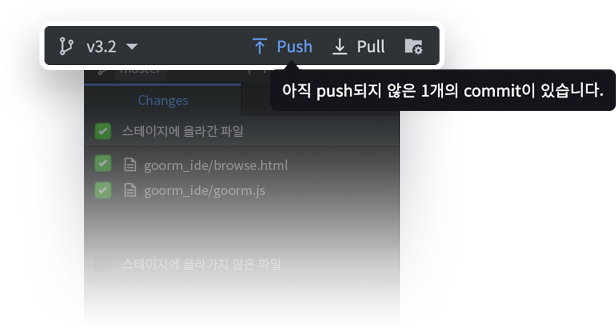 v3.2
Push
Pull
master
아직 push되지 않은 1개의 commit이 있습니다.
Changes
스테이지에 올라간 파일
goorm_ide/browse.html
goorm_ide/goorm.js
스테이지에 올라가지 않은 파일